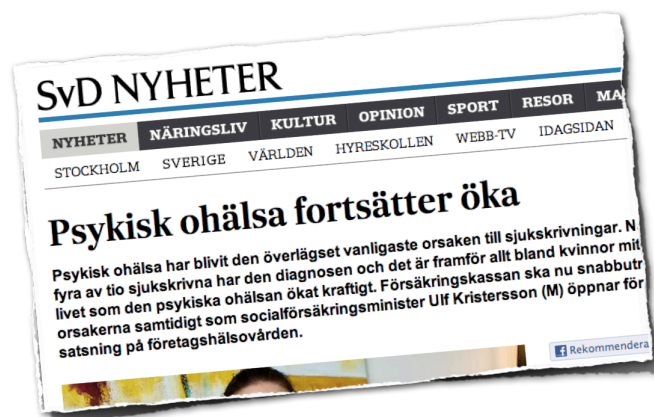 SvD NYHETER
NYHETER NÄRINGSLIV KULTUR OPINION SPORT RESOR
STOCKHOLM SVERIGE VÄRLDEN HYRESKOLLEN WEBB-TV IDAGSIDAN
Psykisk ohälsa fortsätter öka
Psykisk ohälsa har blivit den överlägset vanligaste orsaken till sjukskrivningar.
fyra av tio sjukskrivna har den diagnosen och det är framför allt bland kvinnor mit
livet som den psykiska ohälsan ökat kraftigt. Försäkringskassan ska nu snabbutr
orsakerna samtidigt som socialförsäkringsminister Ulf Kristersson (M) öppnar för
satsning på företagshälsovården.
Rekommendera